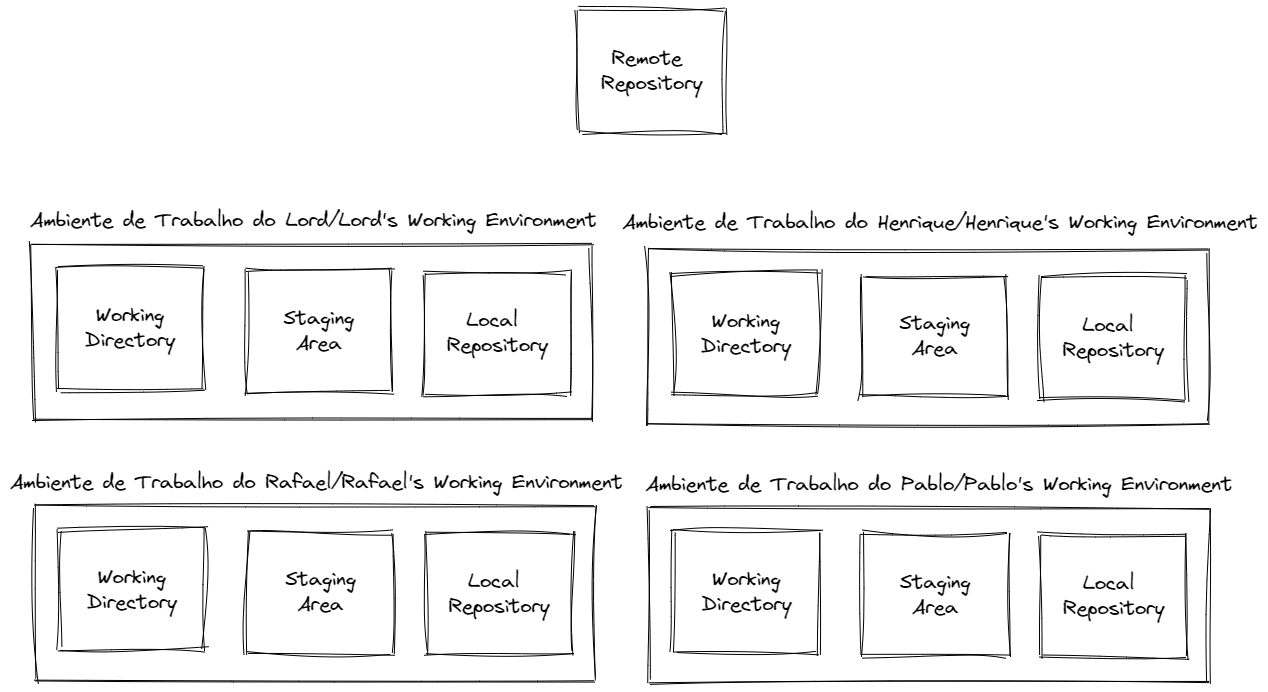 Remote
Repository
Ambiente de Trabalho do Lord/Lord's Working Environment
Ambiente de Trabalho do Henrique/Henrique's Working Environment
Working
Directory
Staging
Area
Local
Repository
Working
Directory
Staging
Area
Local
Repository
Ambiente de Trabalho do Rafael/Rafael's Working Environment
Ambiente de Trabalho do Pablo/Pablo's Working Environment
Working
Directory
Staging
Area
Local
Repository
Working
Directory
Staging
Area
Local
Repository